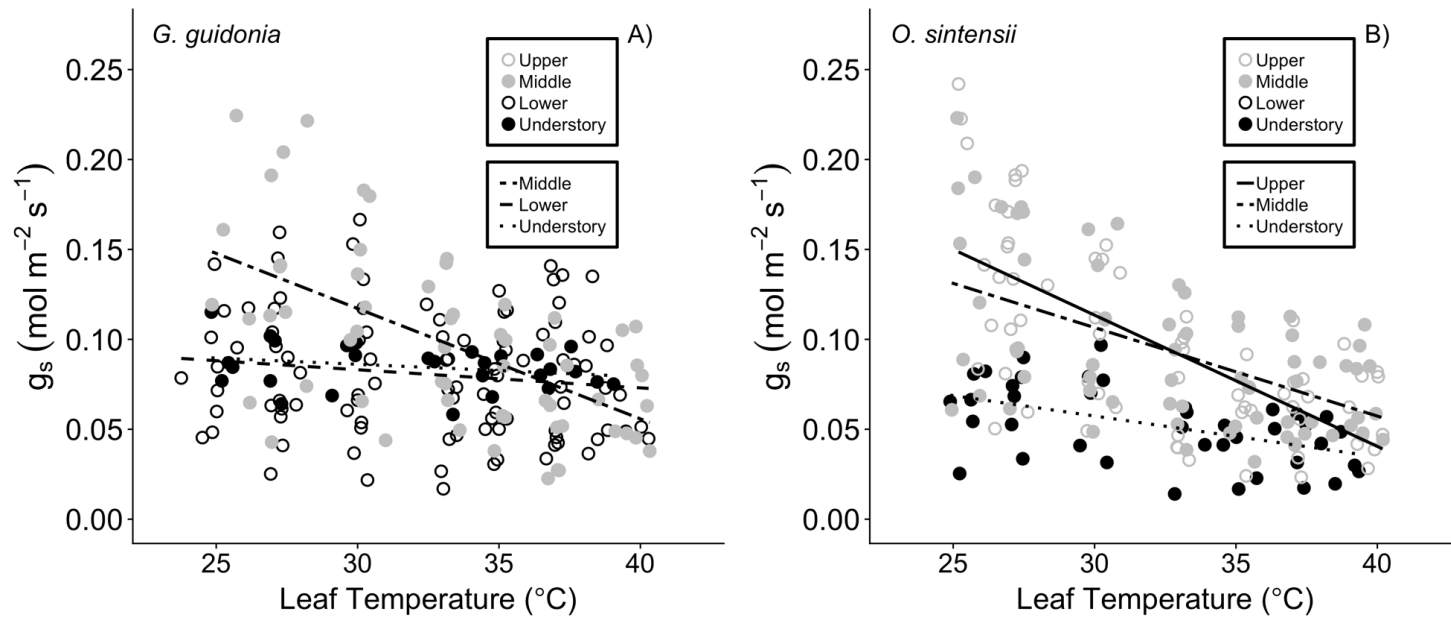 G. guidonia
A)
Upper
Middle
Lower
Understory
Middle
Lower
Understory
0.25
0.20
0.15
0.10
0.05
0.00
gs (mol m−2 s−1)
25
30
35
40
Leaf Temperature (°C)
O. sintensii
B)
Upper
Middle
Lower
Understory
Upper
Middle
Understory
0.25
0.20
0.15
0.10
0.05
0.00
gs (mol m−2 s−1)
25
30
35
40
Leaf Temperature (°C)